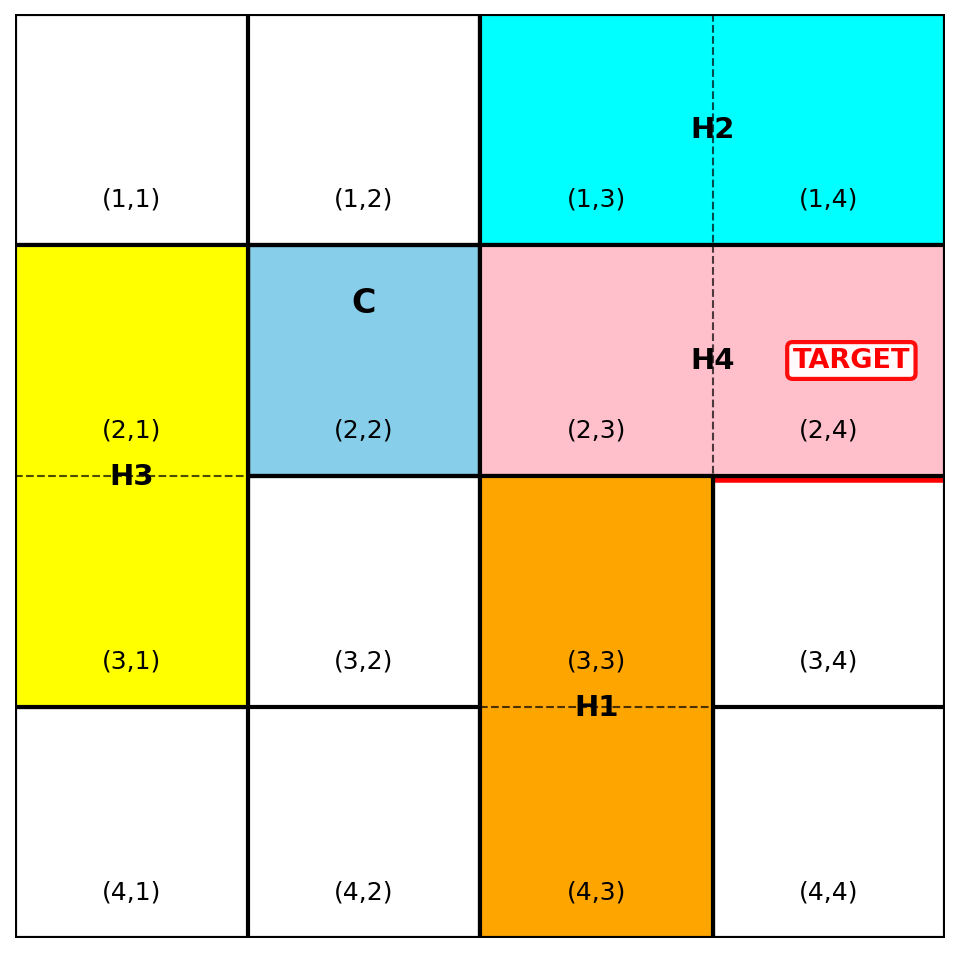 H2
(1,1) (1,2) (1,3) (1,4)
C
H4 TARGET
(2,1) (2,2) (2,3) (2,4)
H3
(3,1) (3,2) (3,3) (3,4)
H1
(4,1) (4,2) (4,3) (4,4)